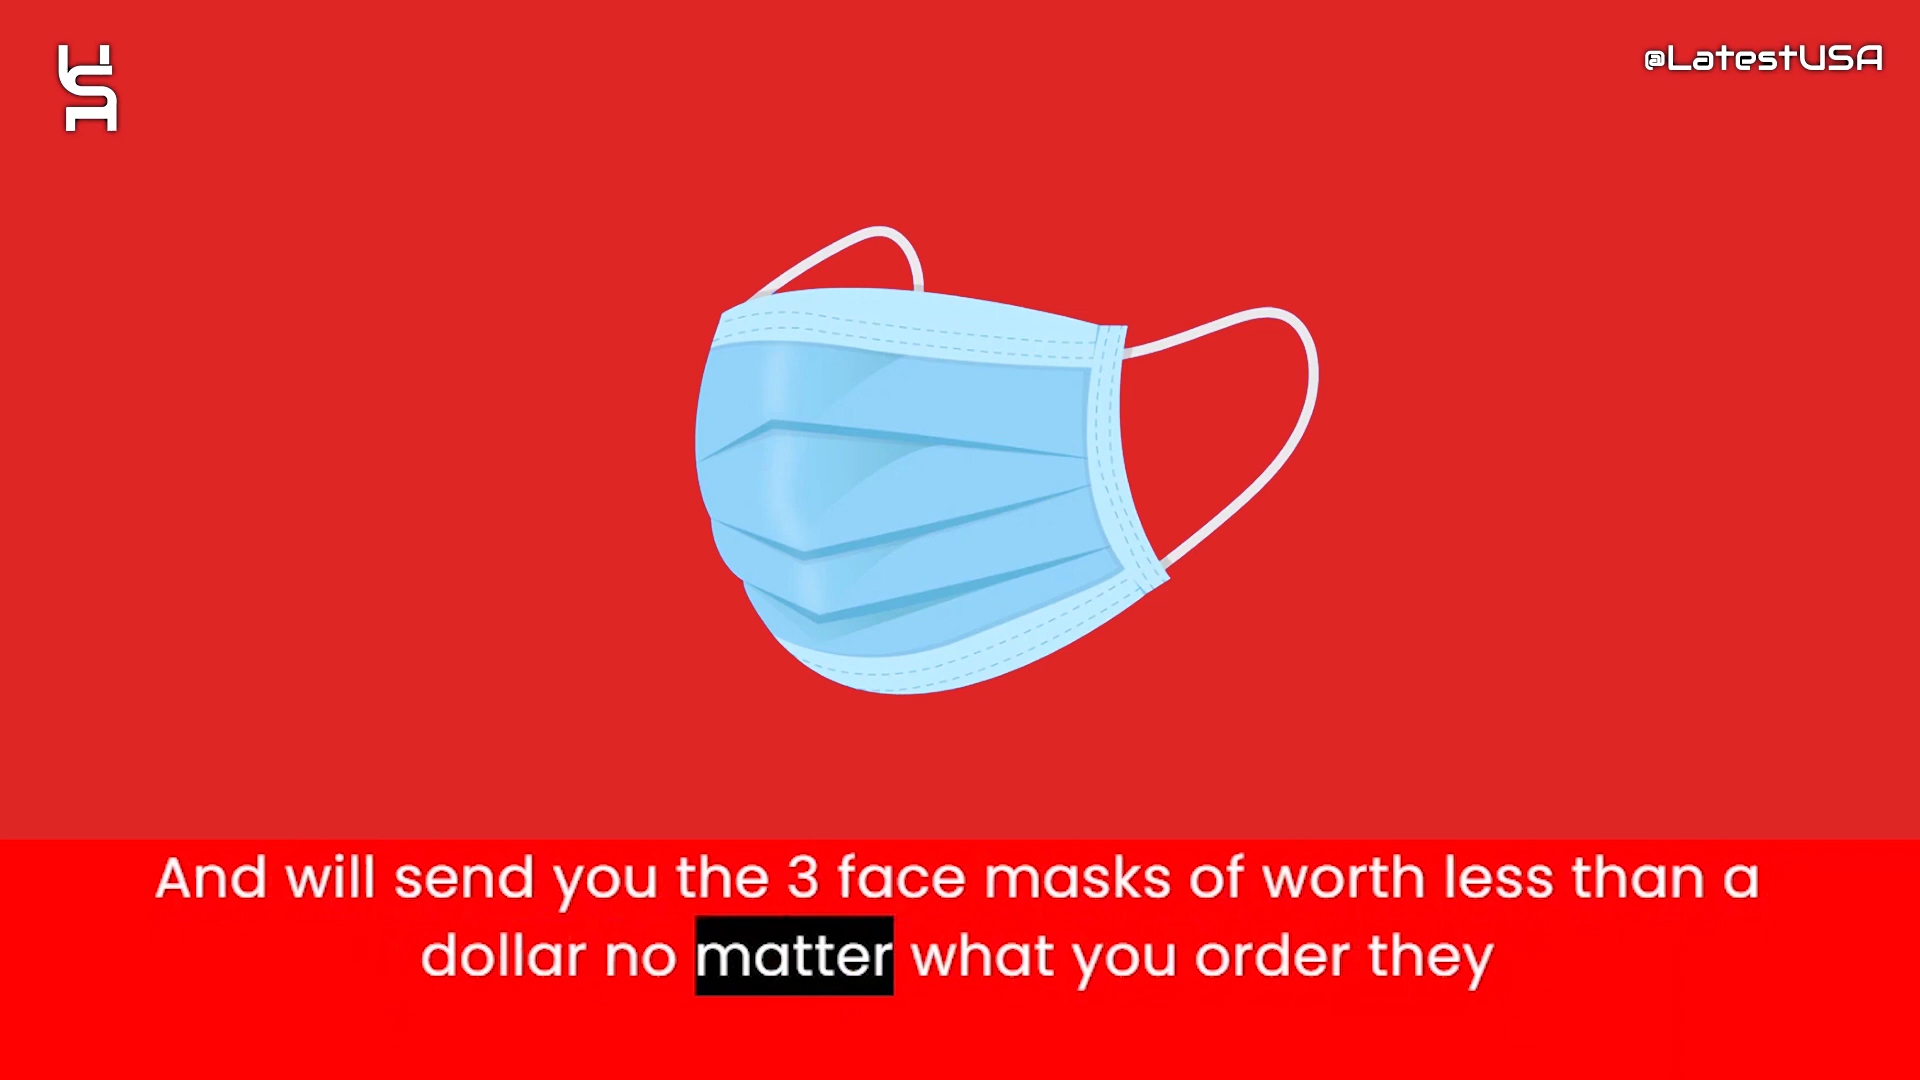 USA
@LatestUSA
And will send you the 3 face masks of worth less than a
dollar no matter what you order they